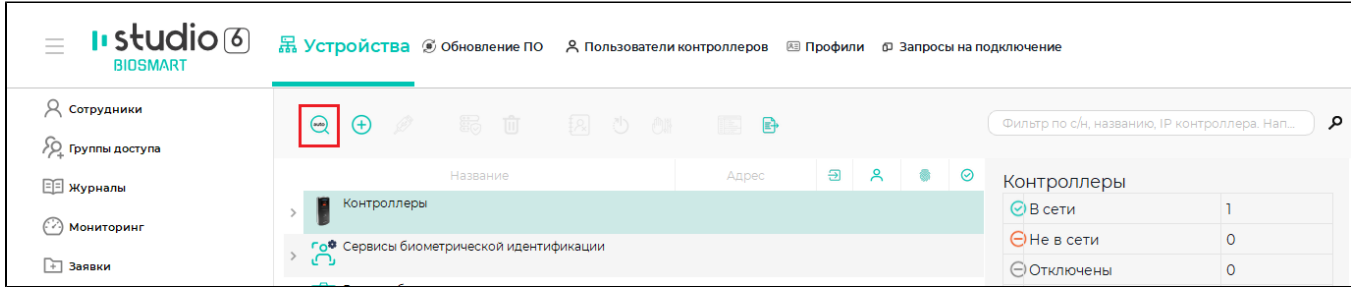 studio 6
BIOSMART
Устройства Обновление ПО Пользователи контроллеров Профили Запросы на подключение
Сотрудники
Группы доступа
Журналы
Мониторинг
Заявки
auto
Фильтр по с/н, названию, IP контроллера. Нап...
Название Адрес
Контроллеры
Сервисы биометрической идентификации
Контроллеры
В сети 1
Не в сети 0
Отключены 0